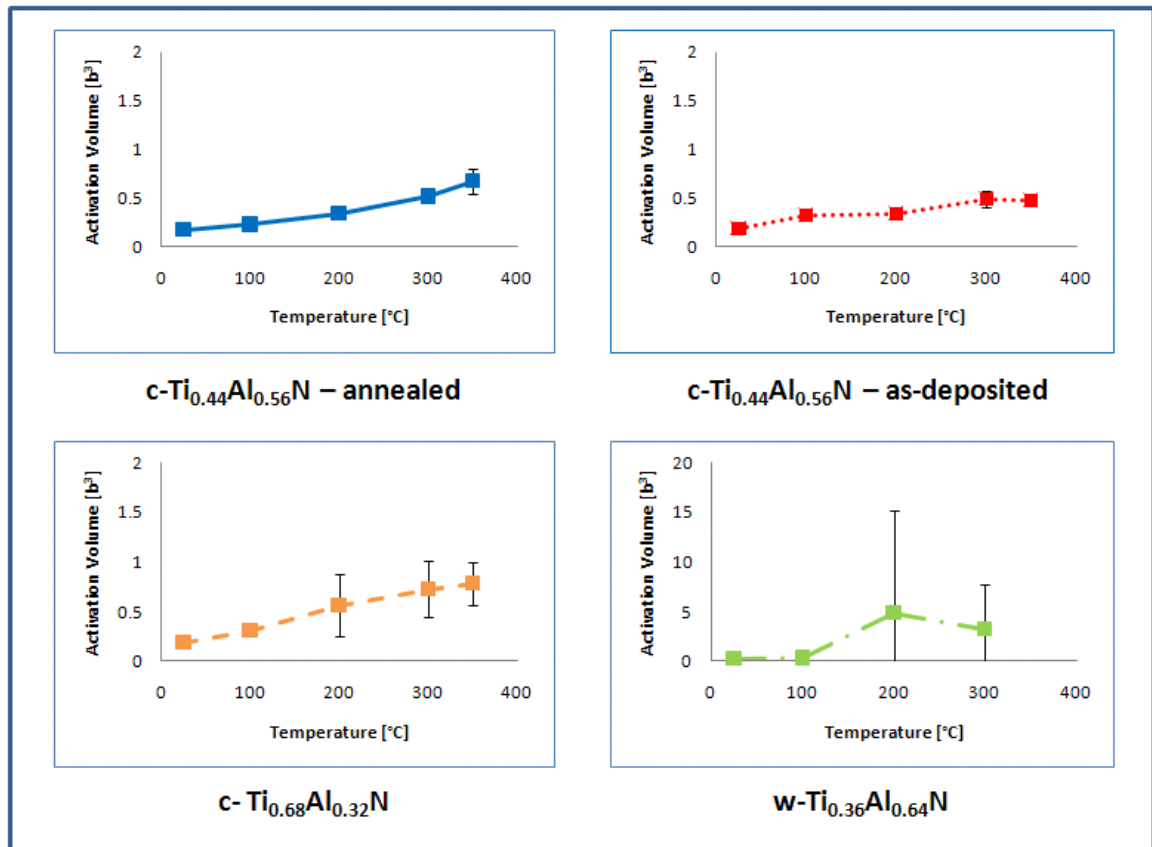 Activation Volume [b³]
2
1.5
1
0.5
0
0 100 200 300 400
Temperature [°C]
c-Ti₀.₄₄Al₀.₅₆N – annealed
Activation Volume [b³]
2
1.5
1
0.5
0
0 100 200 300 400
Temperature [°C]
c-Ti₀.₄₄Al₀.₅₆N – as-deposited
Activation Volume [b³]
2
1.5
1
0.5
0
0 100 200 300 400
Temperature [°C]
c- Ti₀.₆₈Al₀.₃₂N
Activation Volume [b³]
20
15
10
5
0
0 100 200 300 400
Temperature [°C]
w-Ti₀.₃₆Al₀.₆₄N